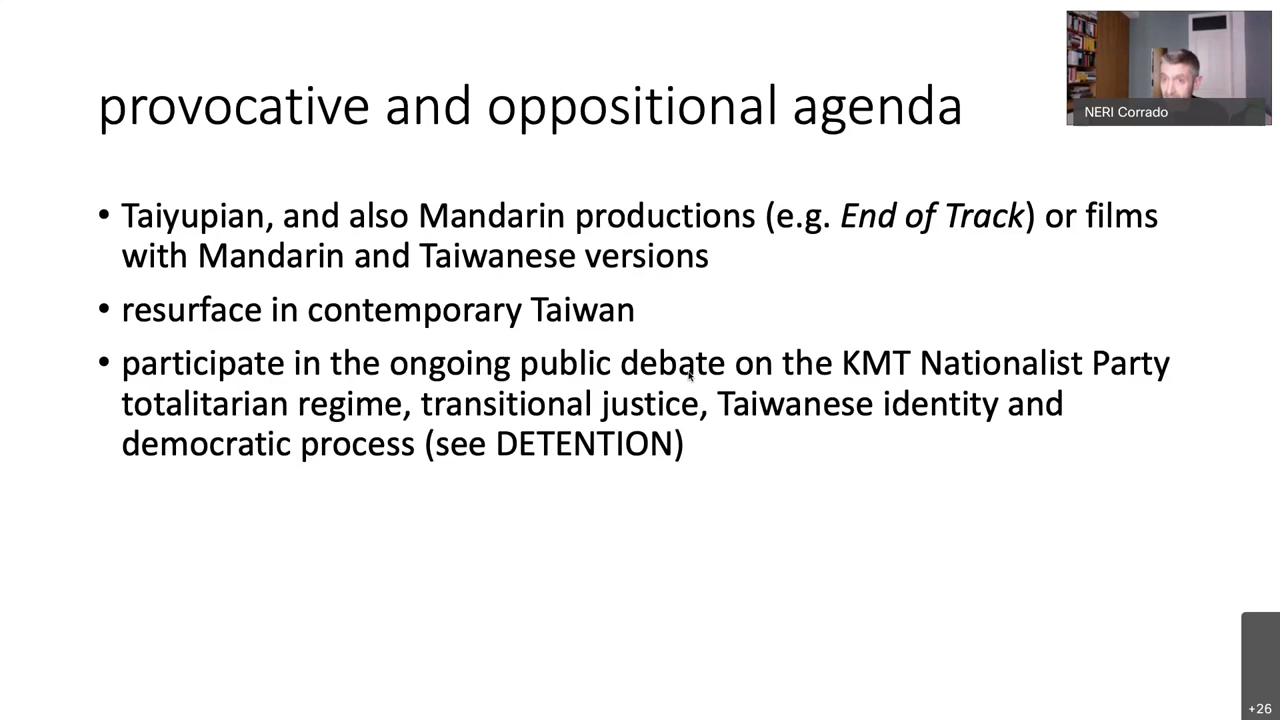 provocative and oppositional agenda
NERI Corrado
• Taiyupian, and also Mandarin productions (e.g. End of Track) or films
with Mandarin and Taiwanese versions
• resurface in contemporary Taiwan
• participate in the ongoing public debate on the KMT Nationalist Party
totalitarian regime, transitional justice, Taiwanese identity and
democratic process (see DETENTION)
+26